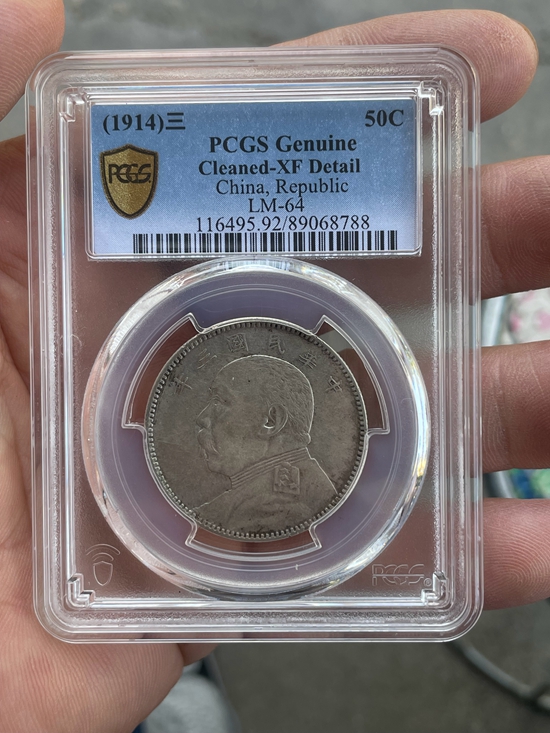 (1914)三 50C
PCGS Genuine
Cleaned-XF Detail
China, Republic
LM-64
116495.92/89068788
PCGS
年三國民華中
PCGS